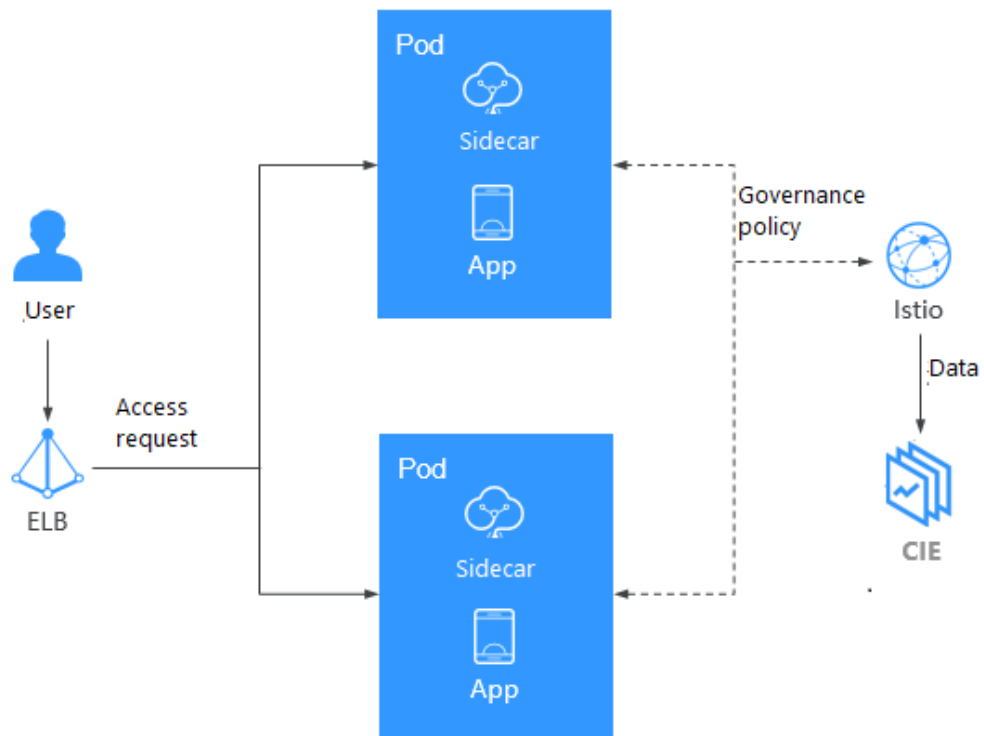 Pod
Sidecar
App
Governance
policy
User
Istio
Data
Access
request
ELB
Pod
Sidecar
App
CIE